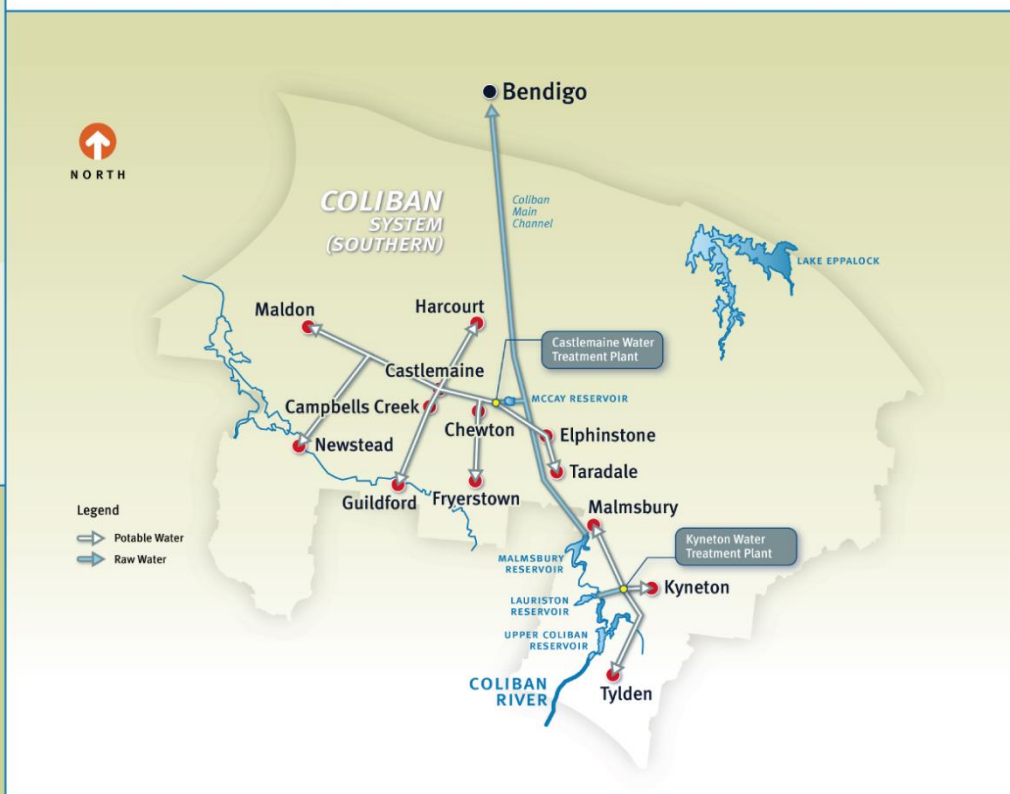 Bendigo
NORTH
COLIBAN
SYSTEM
(SOUTHERN)
Coliban
Main
Channel
LAKE EPPALOCK
Maldon
Harcourt
Castlemaine Water
Treatment Plant
Castlemaine
MCCAY RESERVOIR
Campbells Creek
Chewton
Elphinstone
Newstead
Taradale
Guildford
Fryerstown
Malmsbury
Legend
Potable Water
Raw Water
Kyneton Water
Treatment Plant
MALMSBURY
RESERVOIR
Kyneton
LAURISTON
RESERVOIR
UPPER COLIBAN
RESERVOIR
COLIBAN
RIVER
Tylden